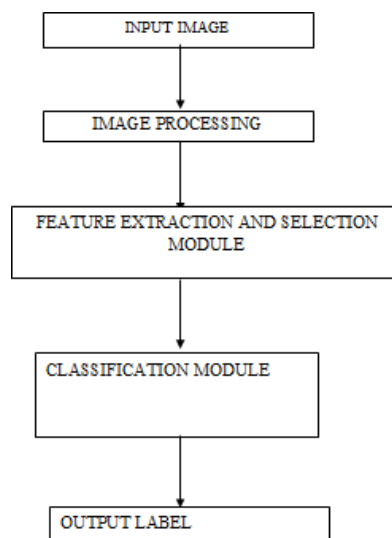 INPUT IMAGE
IMAGE PROCESSING
FEATURE EXTRACTION AND SELECTION
MODULE
CLASSIFICATION MODULE
OUTPUT LABEL